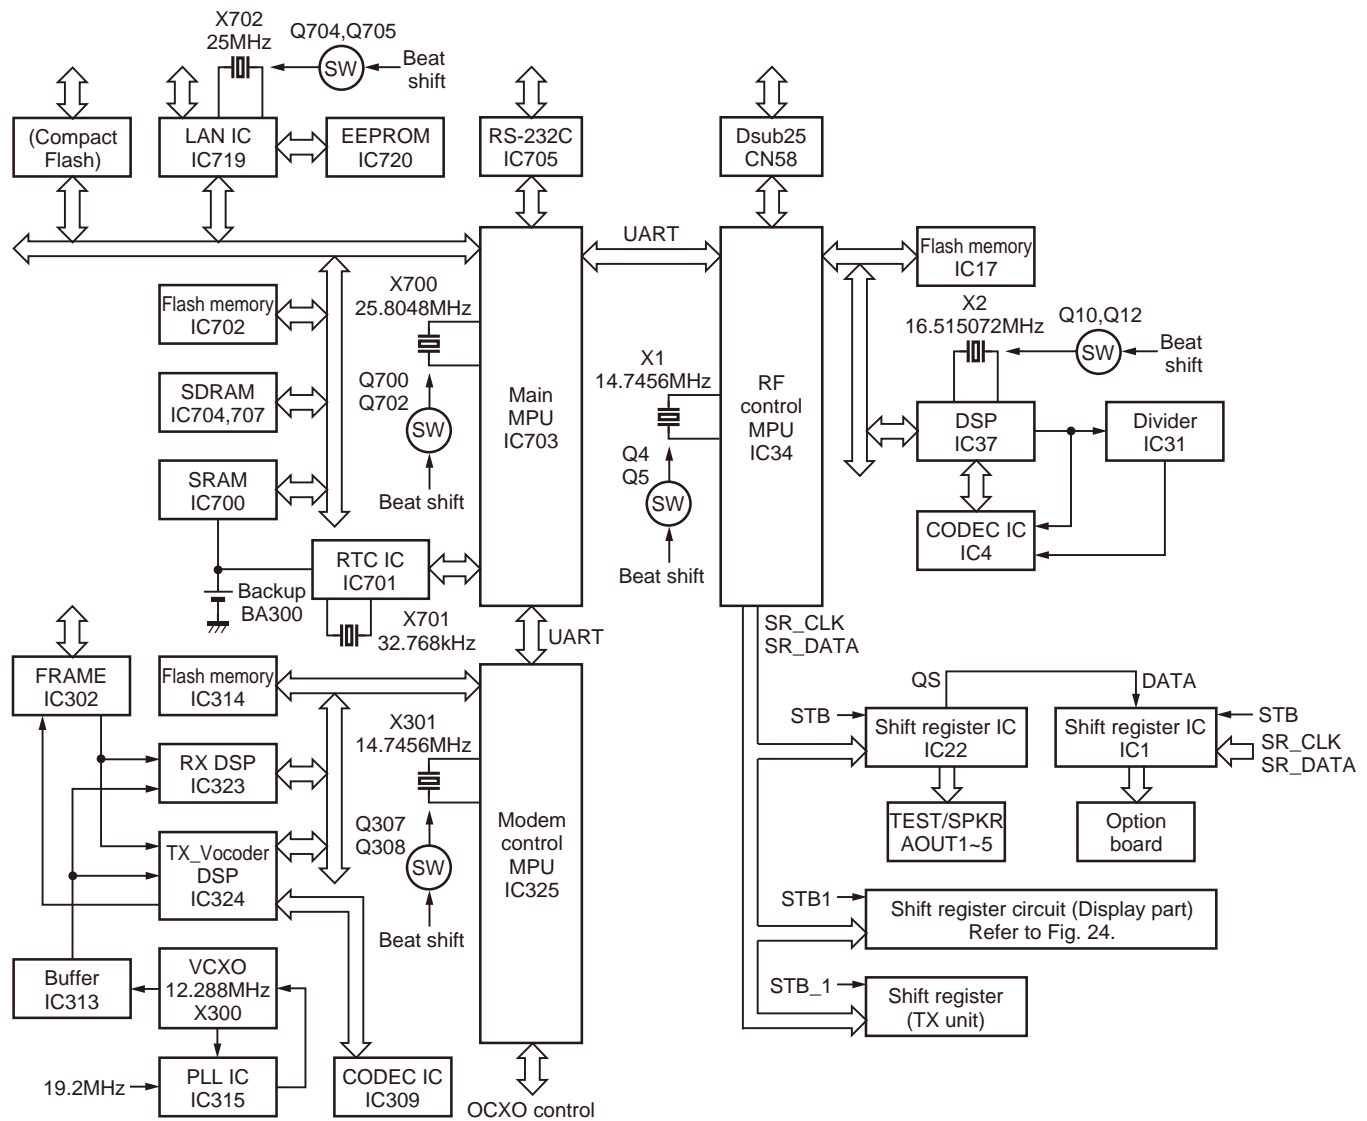 X702
25MHz
Q704,Q705
SW
Beat
shift
(Compact
Flash)
LAN IC
IC719
EEPROM
IC720
RS-232C
IC705
Dsub25
CN58
UART
Flash memory
IC17
X700
25.8048MHz
Flash memory
IC702
X2
16.515072MHz
Q10,Q12
SW
Beat
shift
X1
14.7456MHz
Q700
Q702
SW
Beat shift
SDRAM
IC704,707
Main
MPU
IC703
RF
control
MPU
IC34
DSP
IC37
Divider
IC31
Q4
Q5
SW
Beat shift
SRAM
IC700
CODEC IC
IC4
RTC IC
IC701
Backup
BA300
X701
32.768kHz
UART
SR_CLK
SR_DATA
FRAME
IC302
Flash memory
IC314
QS
DATA
STB
Shift register IC
IC22
Shift register IC
IC1
STB
SR_CLK
SR_DATA
X301
14.7456MHz
RX DSP
IC323
Q307
Q308
SW
Beat shift
Modem
control
MPU
IC325
TEST/SPKR
AOUT1~5
Option
board
TX_Vocoder
DSP
IC324
STB1
Shift register circuit (Display part)
Refer to Fig. 24.
Buffer
IC313
VCXO
12.288MHz
X300
STB_1
Shift register
(TX unit)
19.2MHz
PLL IC
IC315
CODEC IC
IC309
OCXO control